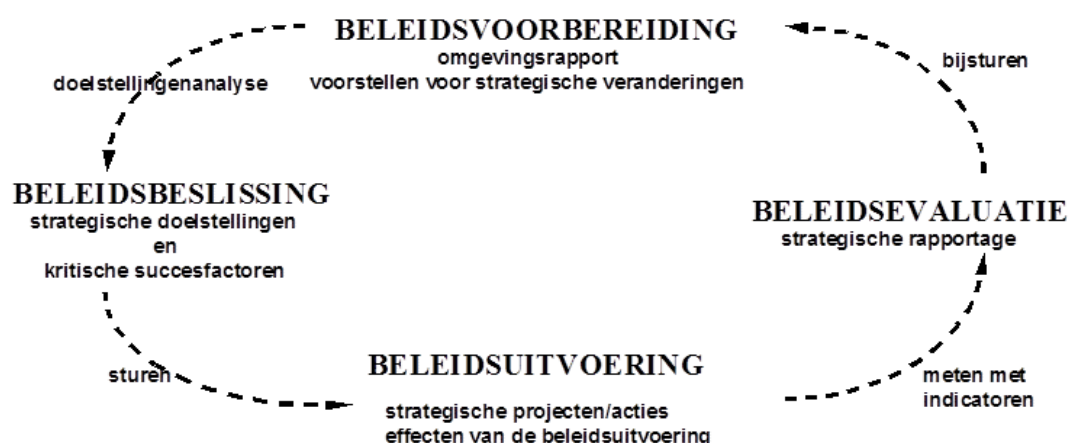 BELEIDSVOORBEREIDING
omgevingsrapport
voorstellen voor strategische veranderingen
doelstellingenanalyse
bijsturen
BELEIDSBESLISSING
strategische doelstellingen
en
kritische succesfactoren
BELEIDSEVALUATIE
strategische rapportage
sturen
BELEIDSUITVOERING
strategische projecten/acties
effecten van de beleidsuitvoering
meten met
indicatoren